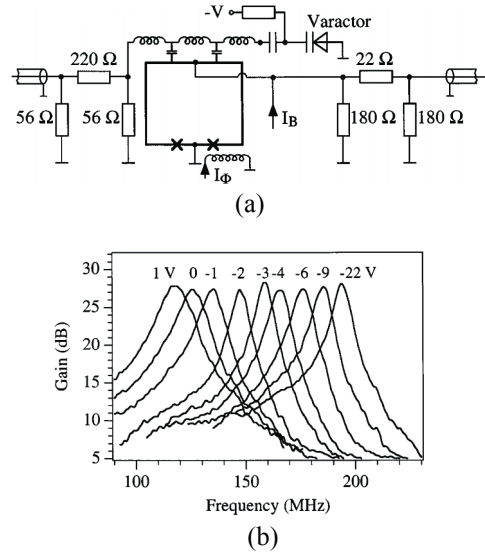 -V
Varactor
220 Ω
22 Ω
56 Ω
56 Ω
I_B
180 Ω
180 Ω
I_Φ
(a)
1 V 0 -1 -2 -3 -4 -6 -9 -22 V
30
25
20
15
10
5
Gain (dB)
100 150 200
Frequency (MHz)
(b)